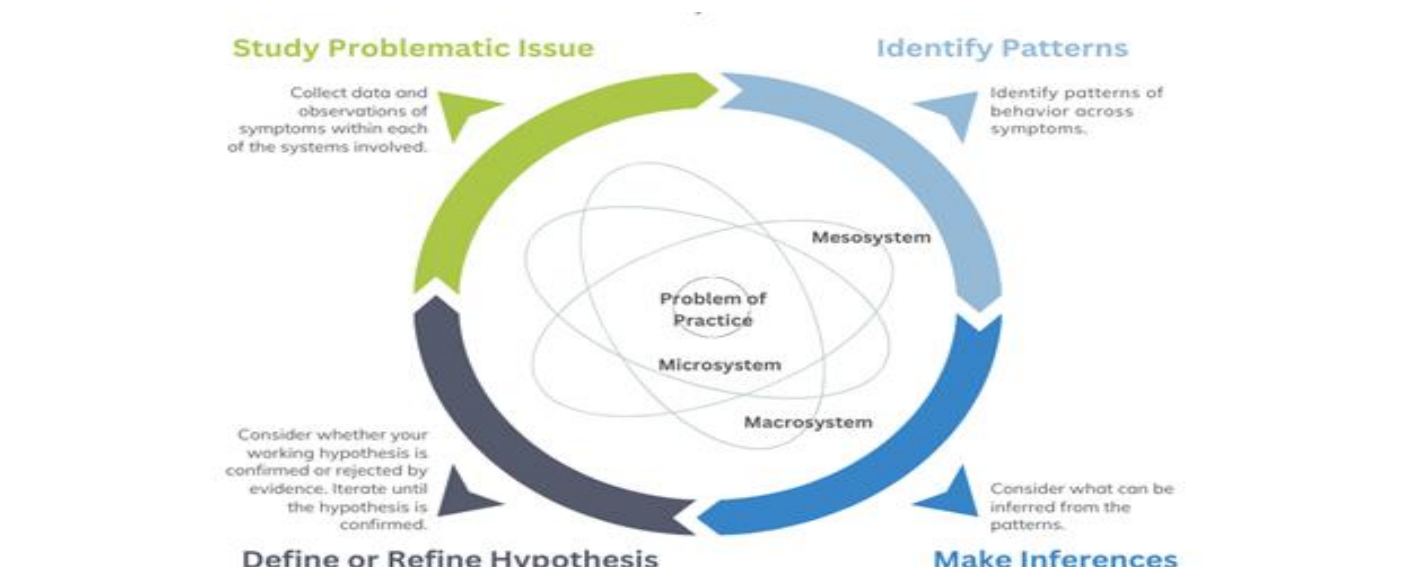 Study Problematic Issue
Collect data and
observations of
symptoms within each
of the systems involved.
Identify Patterns
Identify patterns of
behavior across
symptoms.
Mesosystem
Problem of
Practice
Microsystem
Macrosystem
Consider whether your
working hypothesis is
confirmed or rejected by
evidence. Iterate until
the hypothesis is
confirmed.
Define or Refine Hypothesis
Consider what can be
inferred from the
patterns.
Make Inferences